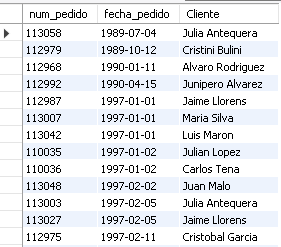 num_pedido fecha_pedido Cliente
113058 1989-07-04 Julia Antequera
112979 1989-10-12 Cristini Bulini
112968 1990-01-11 Alvaro Rodriguez
112992 1990-04-15 Junipero Alvarez
112987 1997-01-01 Jaime Llorens
113007 1997-01-01 Maria Silva
113042 1997-01-01 Luis Maron
110035 1997-01-02 Julian Lopez
110036 1997-01-02 Carlos Tena
113048 1997-02-02 Juan Malo
113003 1997-02-05 Julia Antequera
113027 1997-02-05 Jaime Llorens
112975 1997-02-11 Cristobal Garcia